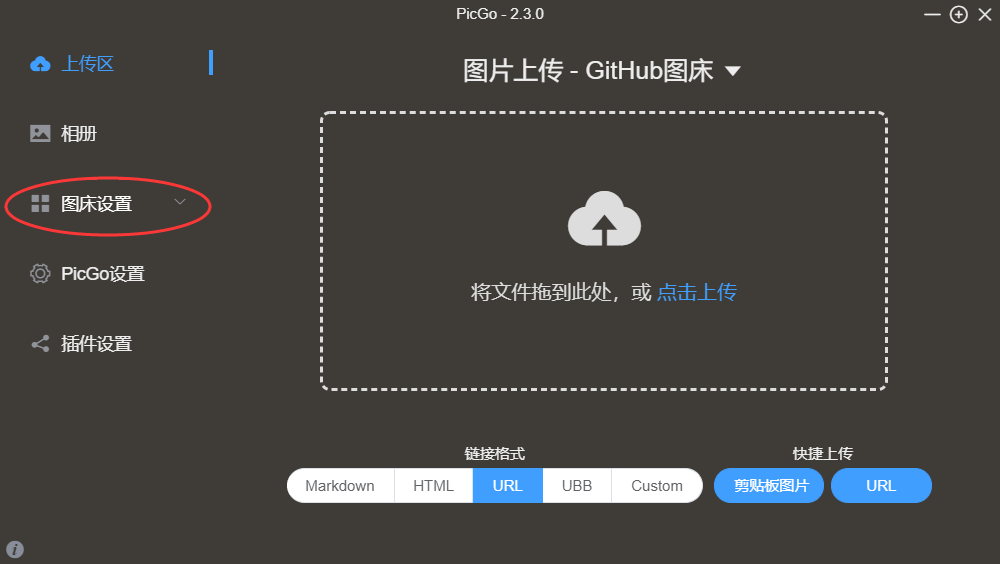 PicGo - 2.3.0
上传区
相册
图床设置
PicGo设置
插件设置
图片上传 - GitHub图床
将文件拖到此处，或 点击上传
链接格式
Markdown HTML URL UBB Custom
快捷上传
剪贴板图片 URL